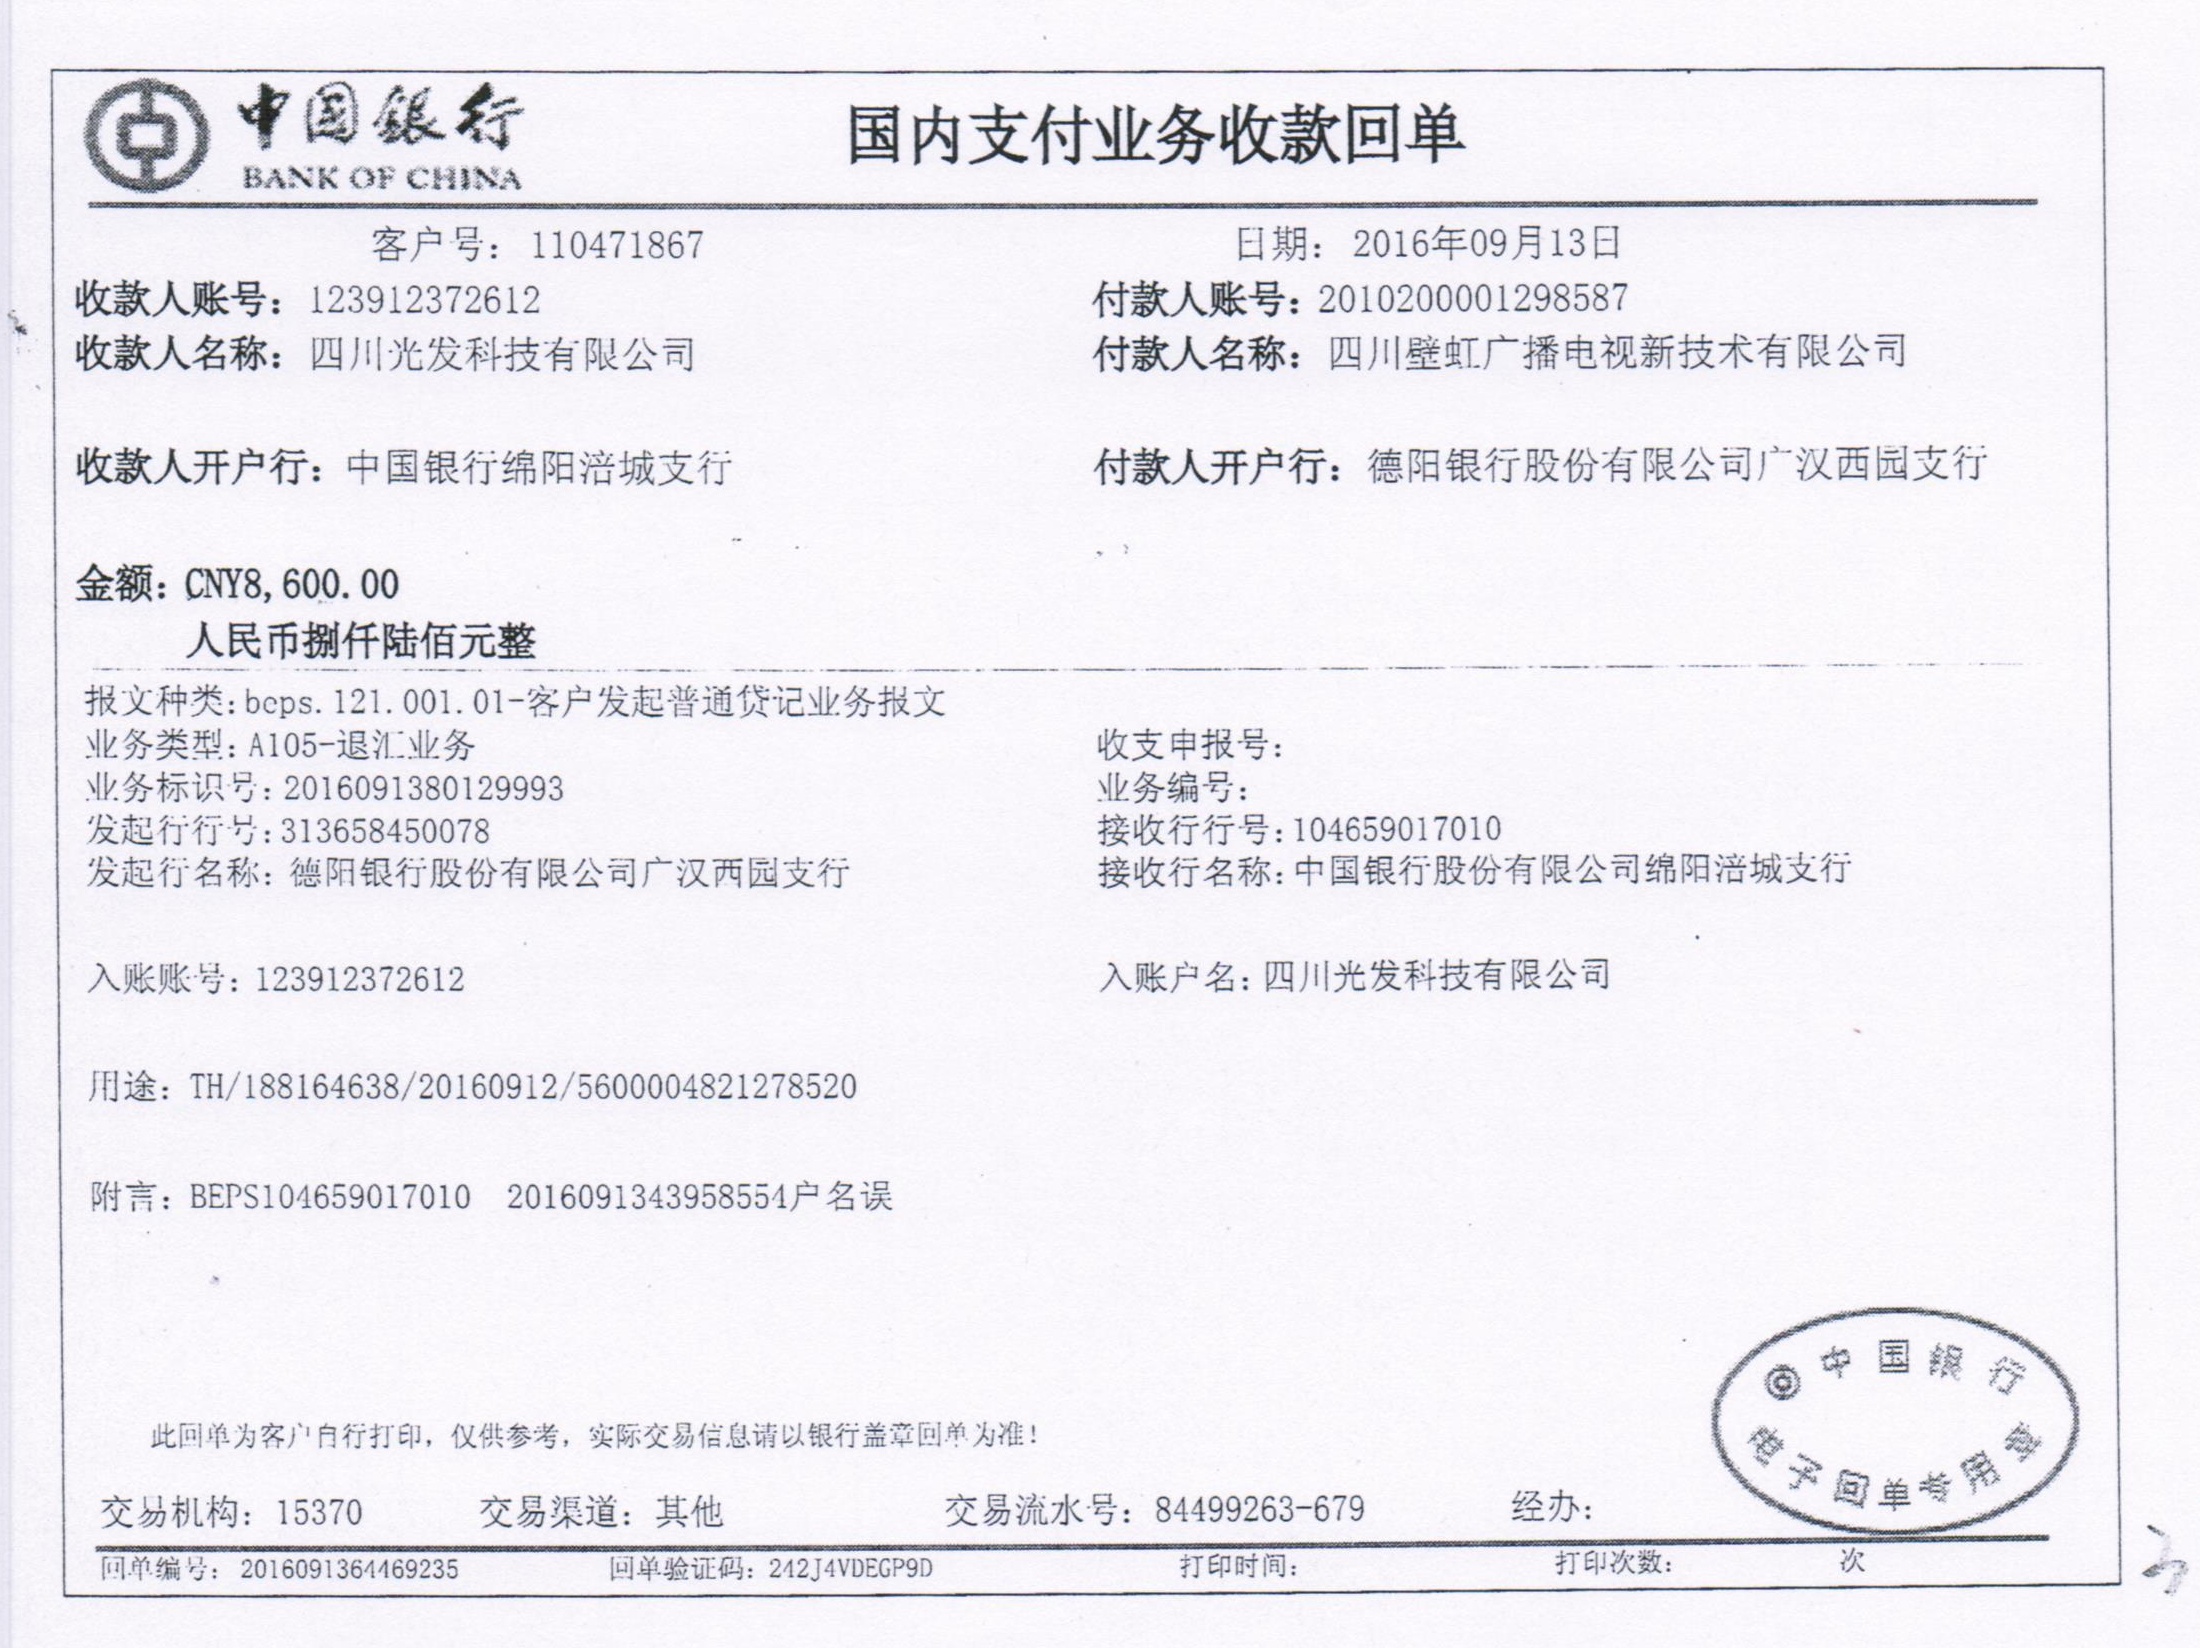 中国银行
BANK OF CHINA
国内支付业务收款回单
客户号: 110471867 日期: 2016年09月13日
收款人账号: 123912372612 付款人账号: 2010200001298587
收款人名称: 四川光发科技有限公司 付款人名称: 四川壁虹广播电视新技术有限公司
收款人开户行: 中国银行绵阳涪城支行 付款人开户行: 德阳银行股份有限公司广汉西园支行
金额: CNY8,600.00
人民币捌仟陆佰元整
报文种类:beps.121.001.01-客户发起普通贷记业务报文
业务类型: A105-退汇业务 收支申报号:
业务标识号: 2016091380129993 业务编号:
发起行行号:313658450078 接收行行号:104659017010
发起行名称: 德阳银行股份有限公司广汉西园支行 接收行名称:中国银行股份有限公司绵阳涪城支行
入账账号: 123912372612 入账户名: 四川光发科技有限公司
用途: TH/188164638/20160912/5600004821278520
附言: BEPS104659017010 2016091343958554户名误
中国银行
电子回单专用章
此回单为客户自行打印, 仅供参考, 实际交易信息请以银行盖章回单为准!
交易机构: 15370 交易渠道: 其他 交易流水号: 84499263-679 经办:
回单编号: 2016091364469235 回单验证码: 242J4VDEGP9D 打印时间: 打印次数: 次